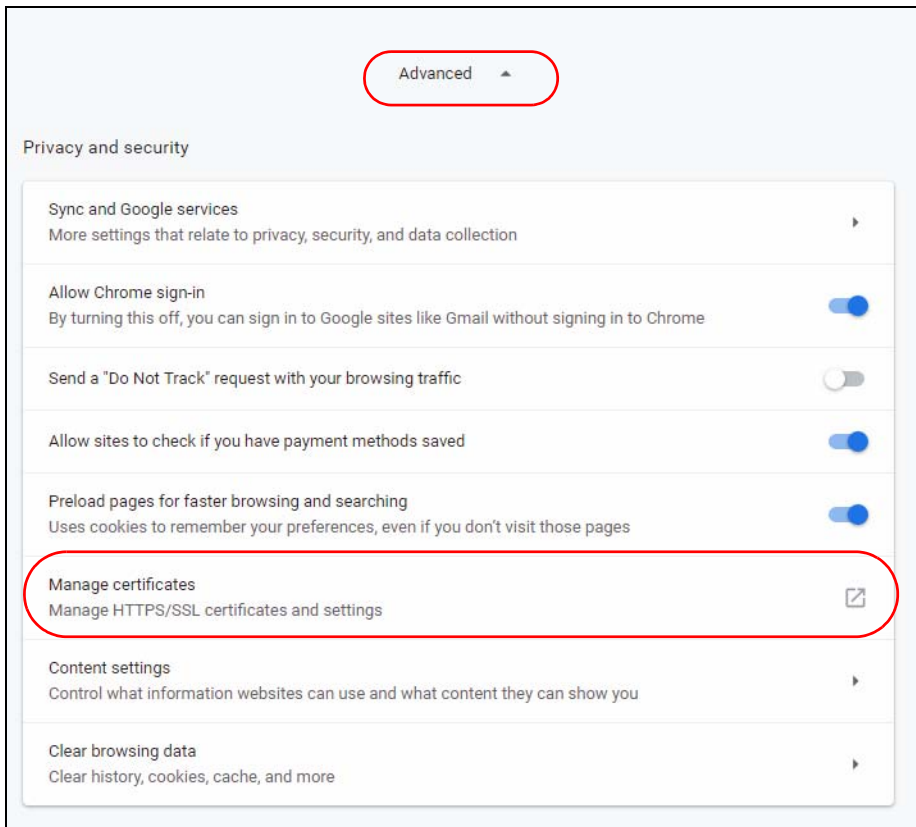 Advanced
Privacy and security
Sync and Google services
More settings that relate to privacy, security, and data collection
Allow Chrome sign-in
By turning this off, you can sign in to Google sites like Gmail without signing in to Chrome
Send a "Do Not Track" request with your browsing traffic
Allow sites to check if you have payment methods saved
Preload pages for faster browsing and searching
Uses cookies to remember your preferences, even if you don't visit those pages
Manage certificates
Manage HTTPS/SSL certificates and settings
Content settings
Control what information websites can use and what content they can show you
Clear browsing data
Clear history, cookies, cache, and more